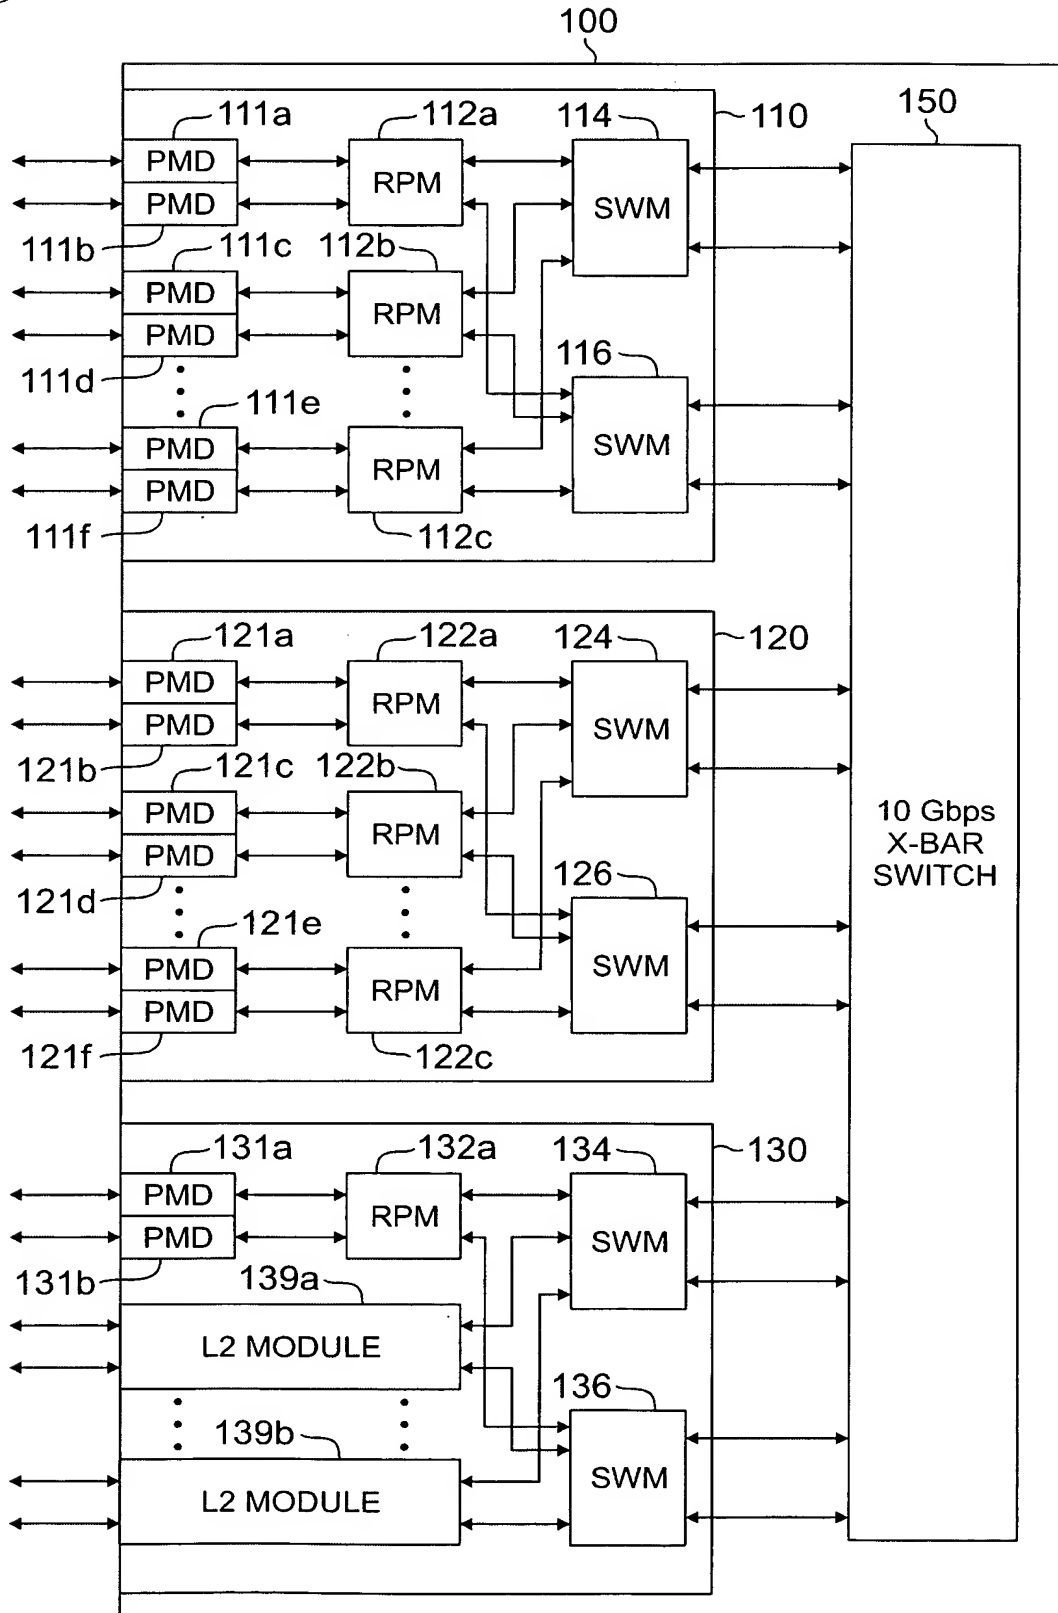 100
111a 112a 114 110 150
PMD RPM SWM
PMD
111b 111c 112b
PMD RPM
PMD
111d 116
111e
PMD RPM SWM
PMD
111f 112c
121a 122a 124 120
PMD RPM SWM
PMD
121b 121c 122b
PMD RPM
PMD
121d 126
121e
PMD RPM SWM
PMD
121f 122c
10 Gbps
X-BAR
SWITCH
131a 132a 134 130
PMD RPM SWM
PMD
131b 139a
L2 MODULE
136
139b
L2 MODULE SWM